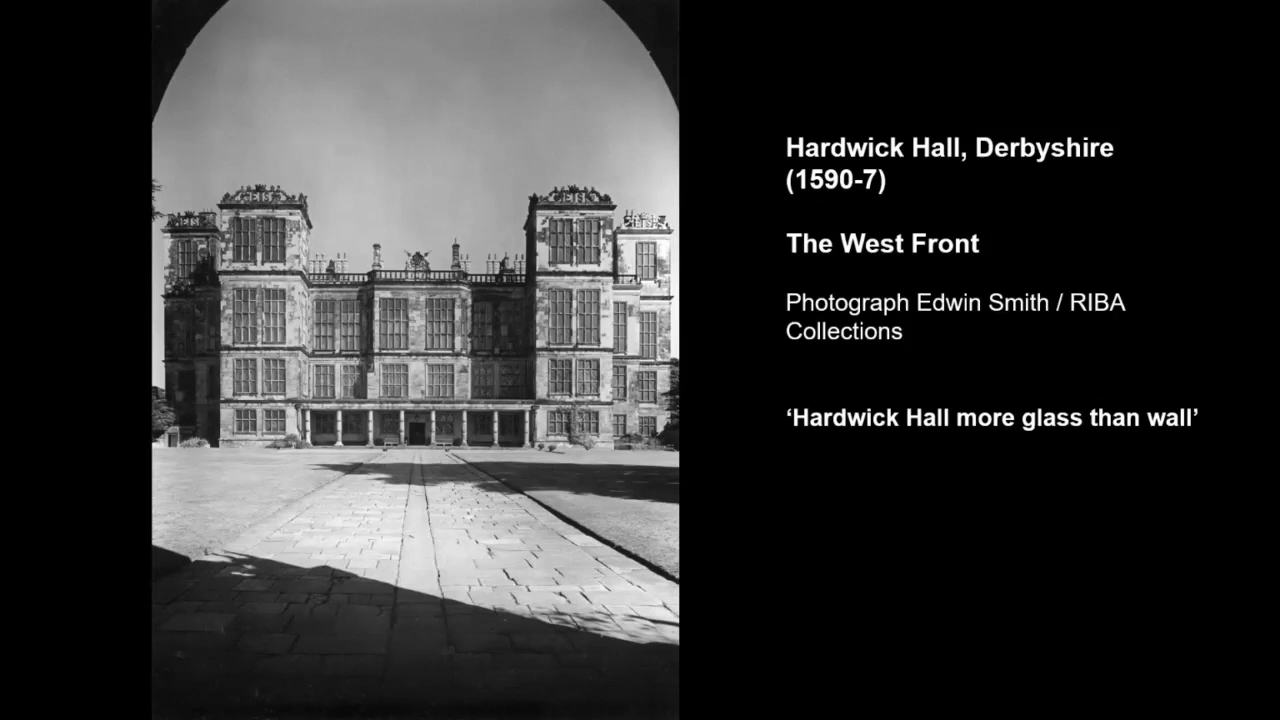 Hardwick Hall, Derbyshire
(1590-7)
The West Front
Photograph Edwin Smith / RIBA
Collections
‘Hardwick Hall more glass than wall’